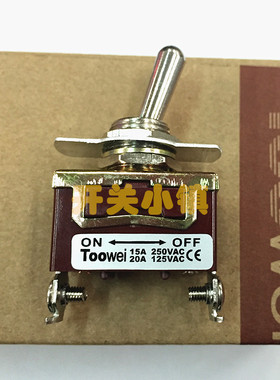 开关小镇
ON ←→ OFF
Toowei 15A 250VAC
20A 125VAC CE